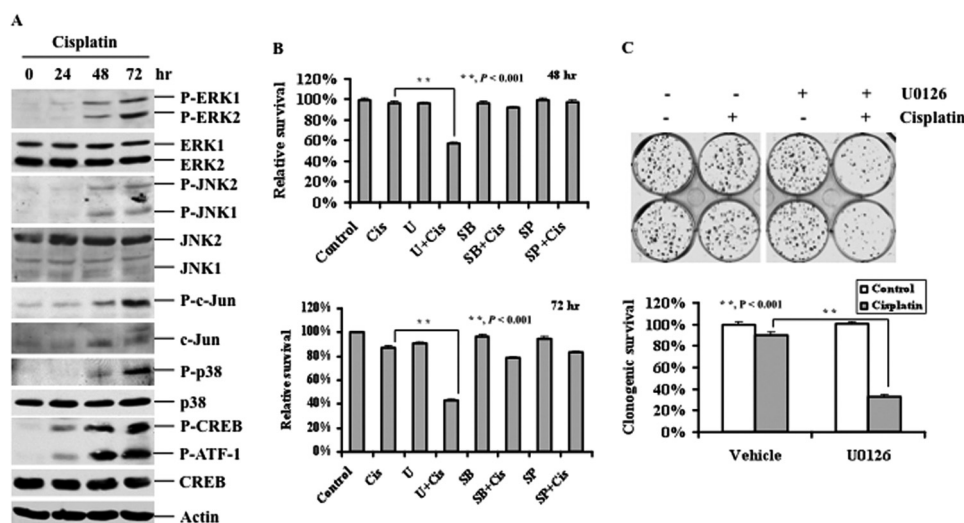 A
Cisplatin
0 24 48 72 hr
P-ERK1
P-ERK2
ERK1
ERK2
P-JNK2
P-JNK1
JNK2
JNK1
P-c-Jun
c-Jun
P-p38
p38
P-CREB
P-ATF-1
CREB
Actin
B
**
**, P < 0.001
48 hr
Relative survival
120%
100%
80%
60%
40%
20%
0%
Control
Cis
U
U+Cis
SB
SB+Cis
SP
SP+Cis
**
**, P < 0.001
72 hr
Relative survival
120%
100%
80%
60%
40%
20%
0%
Control
Cis
U
U+Cis
SB
SB+Cis
SP
SP+Cis
C
- - + + U0126
- + - + Cisplatin
**, P < 0.001
**
Control
Cisplatin
Clonogenic survival
120%
100%
80%
60%
40%
20%
0%
Vehicle
U0126